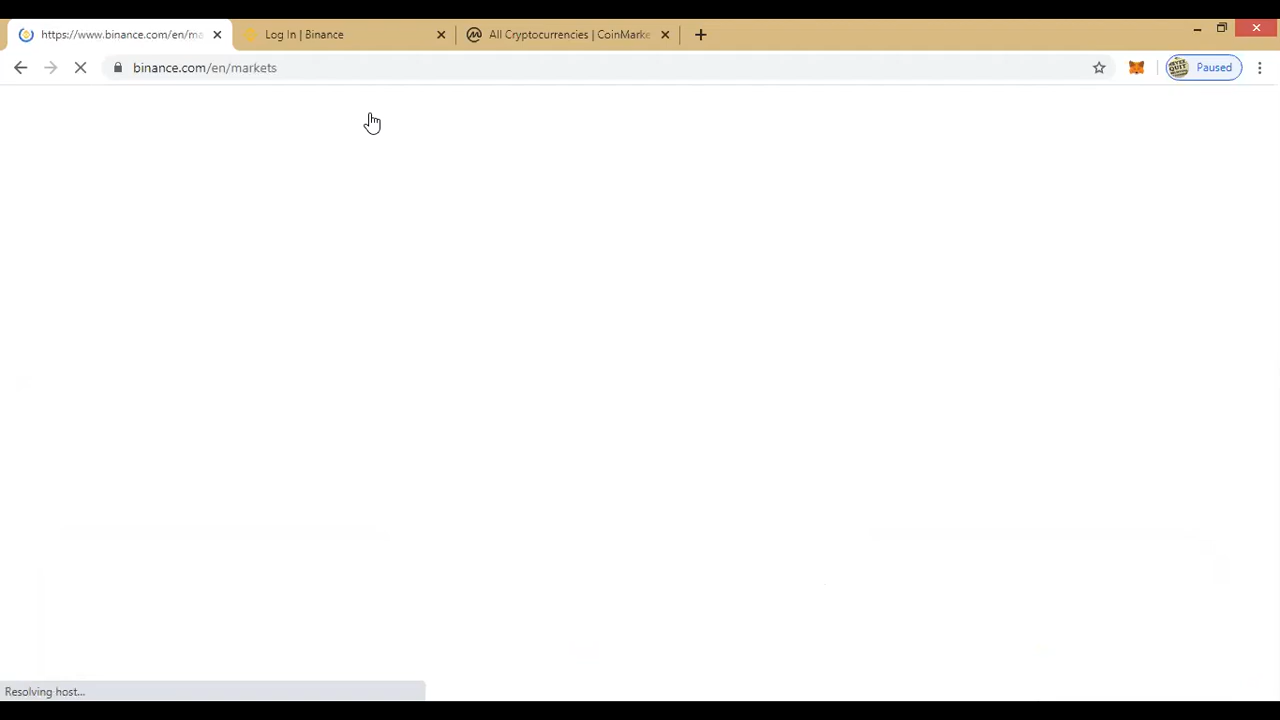 https://www.binance.com/en/ma
Log In | Binance
All Cryptocurrencies | CoinMarke
binance.com/en/markets
Paused
Resolving host...